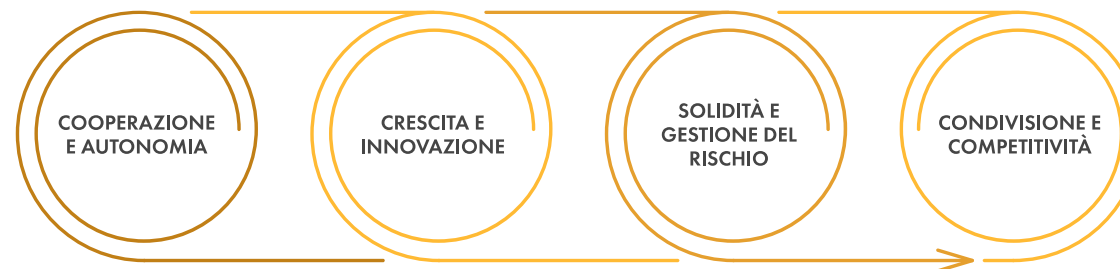 COOPERAZIONE
E AUTONOMIA
CRESCITA E
INNOVAZIONE
SOLIDITÀ E
GESTIONE DEL
RISCHIO
CONDIVISIONE E
COMPETITIVITÀ